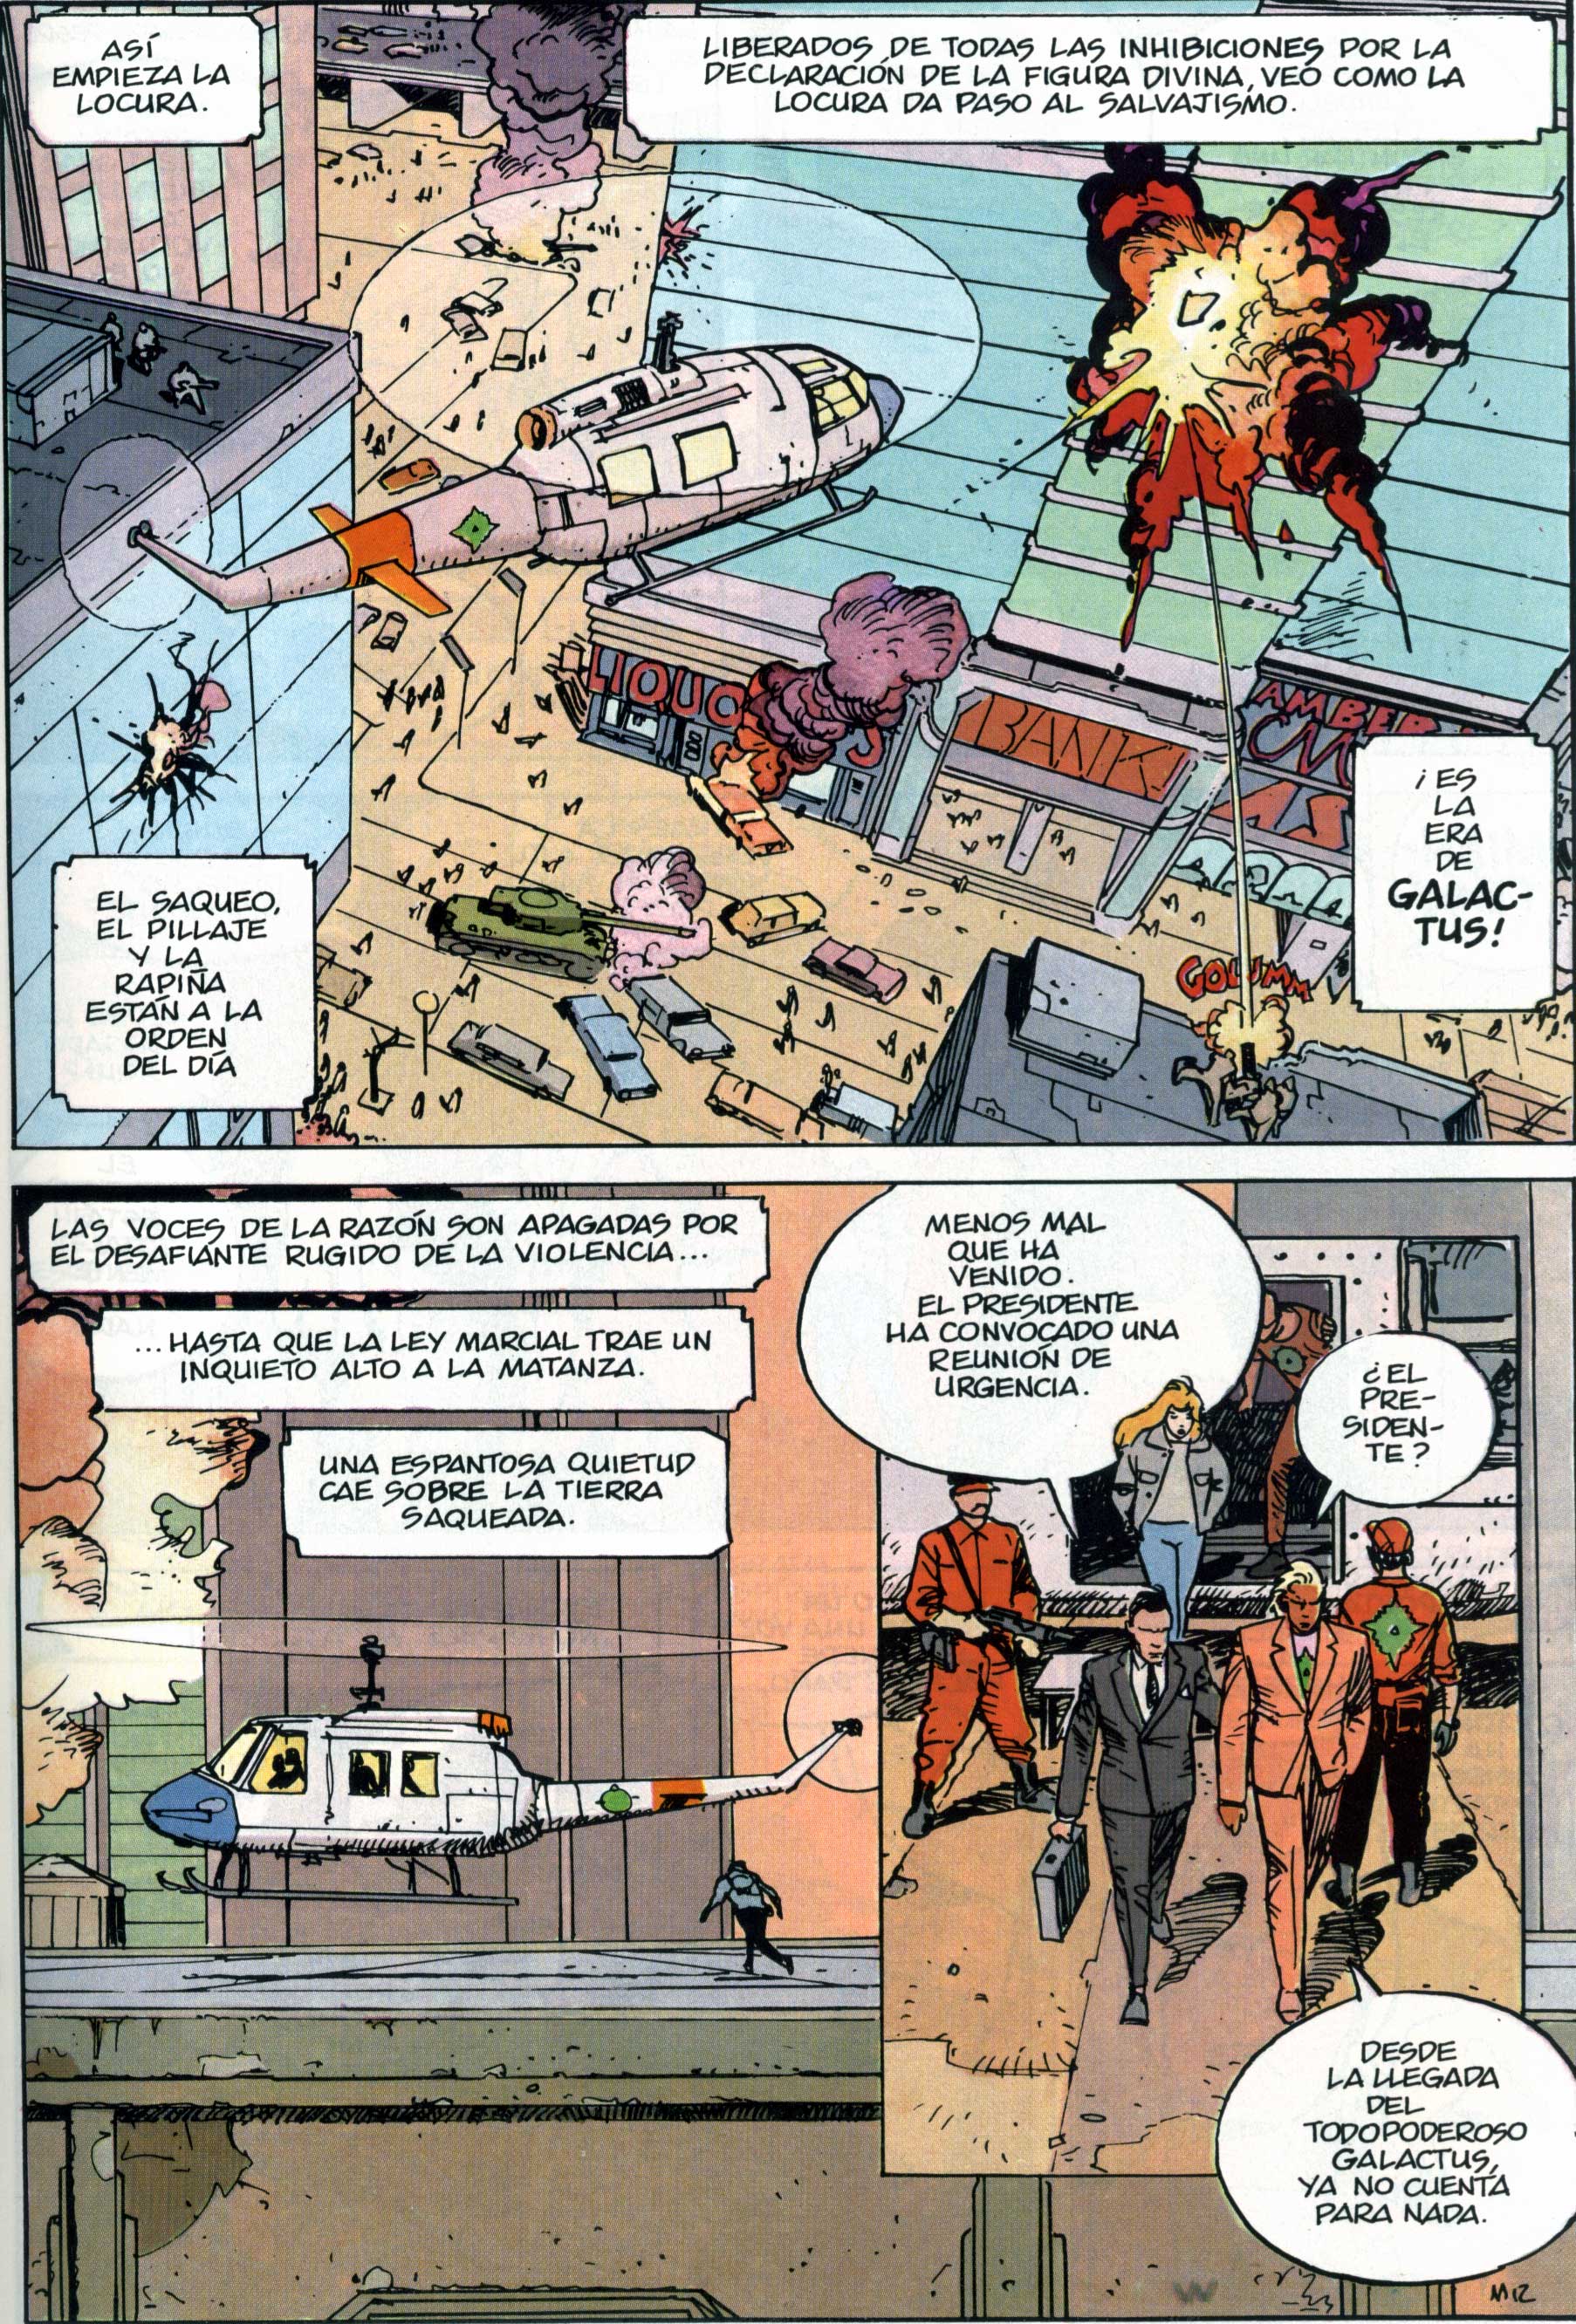 ASÍ
EMPIEZA LA
LOCURA.
LIBERADOS DE TODAS LAS INHIBICIONES POR LA
DECLARACIÓN DE LA FIGURA DIVINA, VEO COMO LA
LOCURA DA PASO AL SALVAJISMO.
LIQUO
S
BANK
AMBER
¡ES
LA
ERA
DE
GALAC-
TUS!
EL SAQUEO,
EL PILLAJE
Y LA
RAPIÑA
ESTÁN A LA
ORDEN
DEL DÍA
GOLUMM
LAS VOCES DE LA RAZÓN SON APAGADAS POR
EL DESAFIANTE RUGIDO DE LA VIOLENCIA...
...HASTA QUE LA LEY MARCIAL TRAE UN
INQUIETO ALTO A LA MATANZA.
UNA ESPANTOSA QUIETUD
CAE SOBRE LA TIERRA
SAQUEADA.
MENOS MAL
QUE HA
VENIDO.
EL PRESIDENTE
HA CONVOCADO UNA
REUNIÓN DE
URGENCIA.
¿EL
PRE-
SIDEN-
TE?
DESDE
LA LLEGADA
DEL
TODOPODEROSO
GALACTUS,
YA NO CUENTA
PARA NADA.
M12